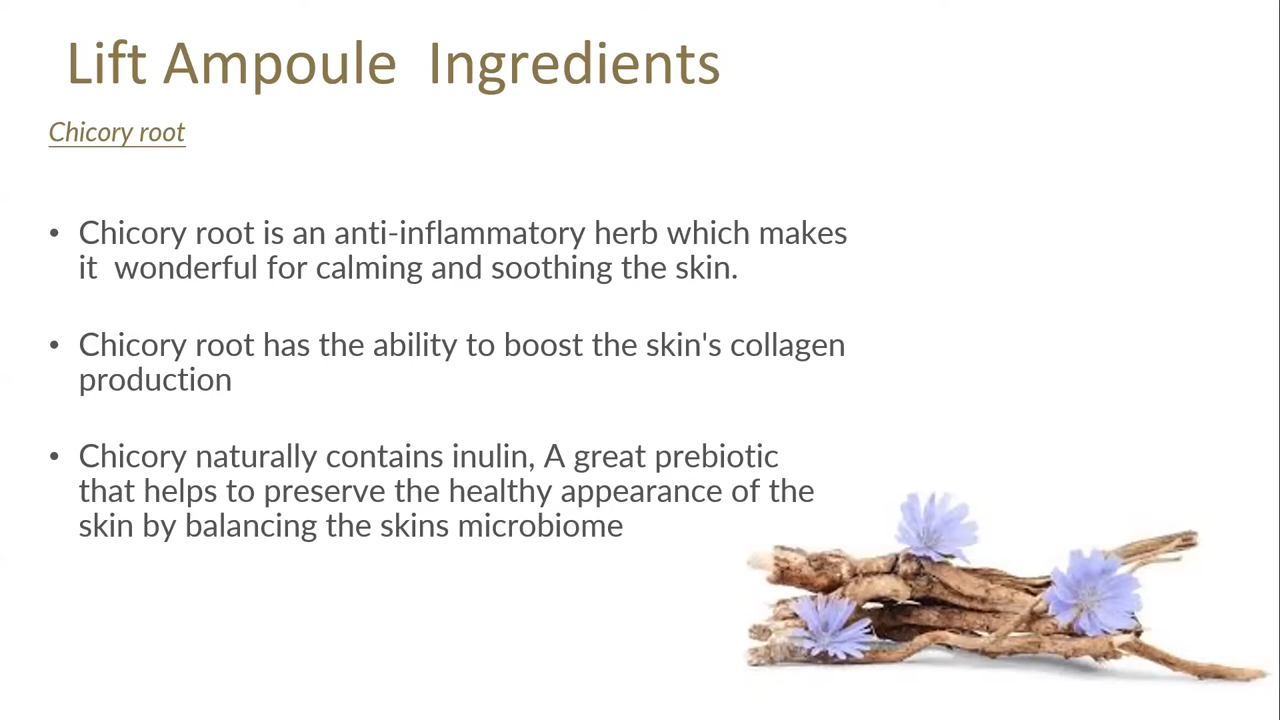 Lift Ampoule  Ingredients
Chicory root
• Chicory root is an anti-inflammatory herb which makes
it  wonderful for calming and soothing the skin.
• Chicory root has the ability to boost the skin's collagen
production
• Chicory naturally contains inulin, A great prebiotic
that helps to preserve the healthy appearance of the
skin by balancing the skins microbiome